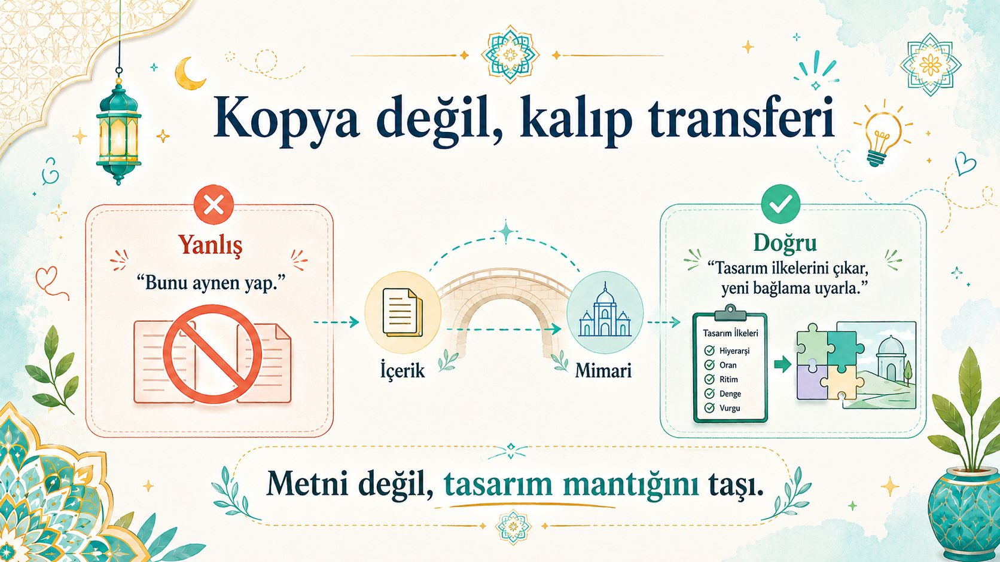 Kopya değil, kalıp transferi
Yanlış
“Bunu aynen yap.”
İçerik
Mimari
Doğru
“Tasarım ilkelerini çıkar,
yeni bağlama uyarla.”
Tasarım İlkeleri
Hiyerarşi
Oran
Ritim
Denge
Vurgu
Metni değil, tasarım mantığını taşı.